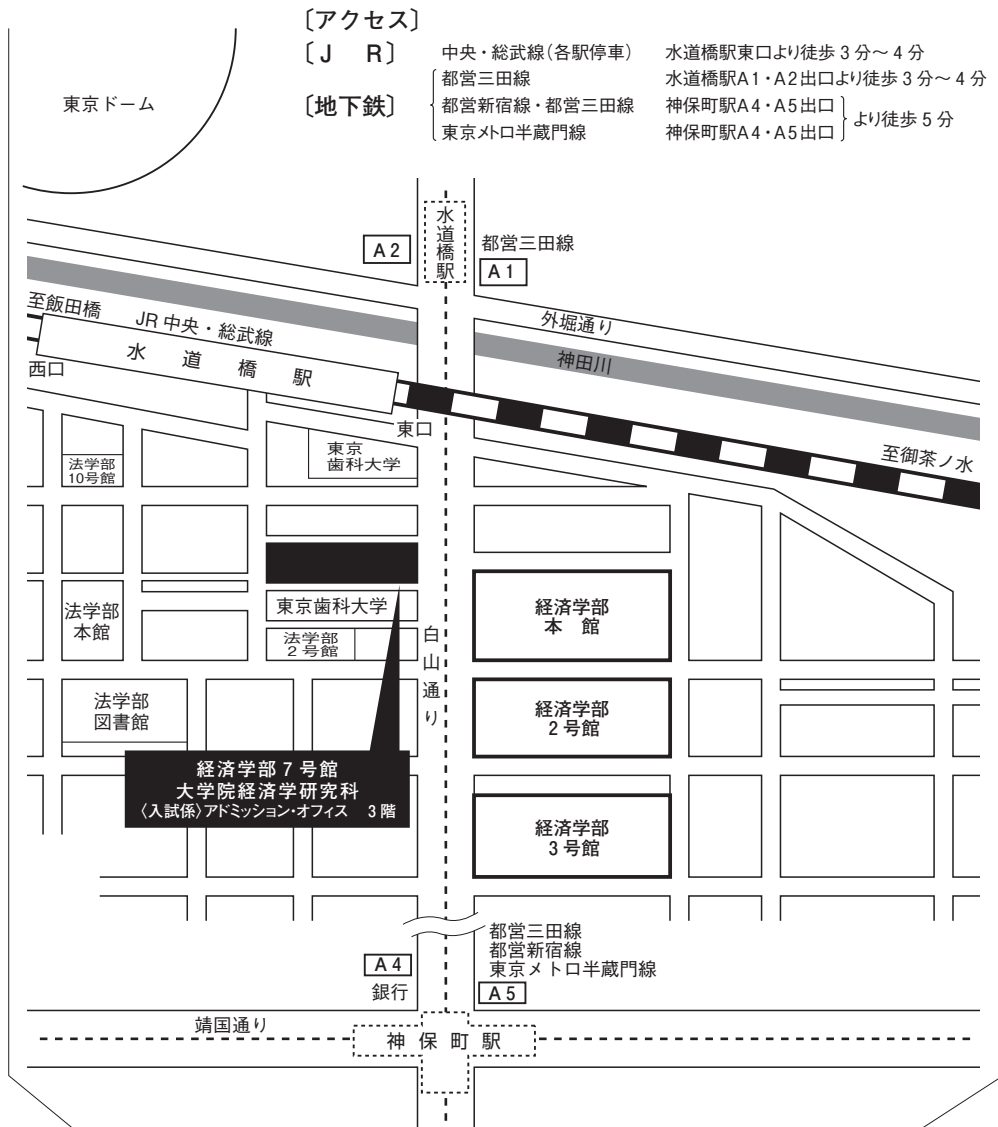 〔アクセス〕
〔J R〕 中央・総武線(各駅停車) 水道橋駅東口より徒歩3分～4分
〔地下鉄〕 都営三田線 水道橋駅A1・A2出口より徒歩3分～4分
都営新宿線・都営三田線 神保町駅A4・A5出口
東京メトロ半蔵門線 神保町駅A4・A5出口
より徒歩5分
東京ドーム
水道橋駅
A2
都営三田線
A1
外堀通り
神田川
至飯田橋
JR中央・総武線
水道橋駅
西口
東口
至御茶ノ水
東京
歯科大学
法学部
10号館
東京歯科大学
法学部
2号館
法学部
本館
経済学部
本 館
白山通り
法学部
図書館
経済学部
2号館
経済学部7号館
大学院経済学研究科
〈入試係〉アドミッション・オフィス 3階
経済学部
3号館
都営三田線
都営新宿線
東京メトロ半蔵門線
A4
銀行
A5
靖国通り
神保町駅